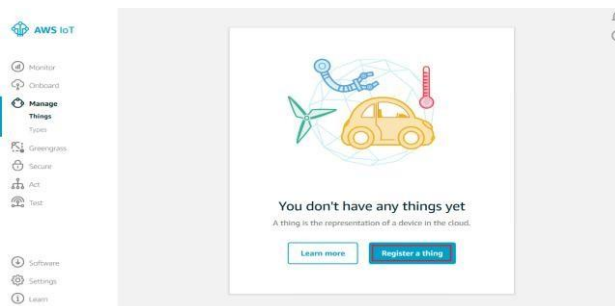 AWS IoT
Monitor
Onboard
Manage
Things
Types
Greengrass
Secure
Act
Test
Software
Settings
Learn
You don't have any things yet
A thing is the representation of a device in the cloud.
Learn more
Register a thing